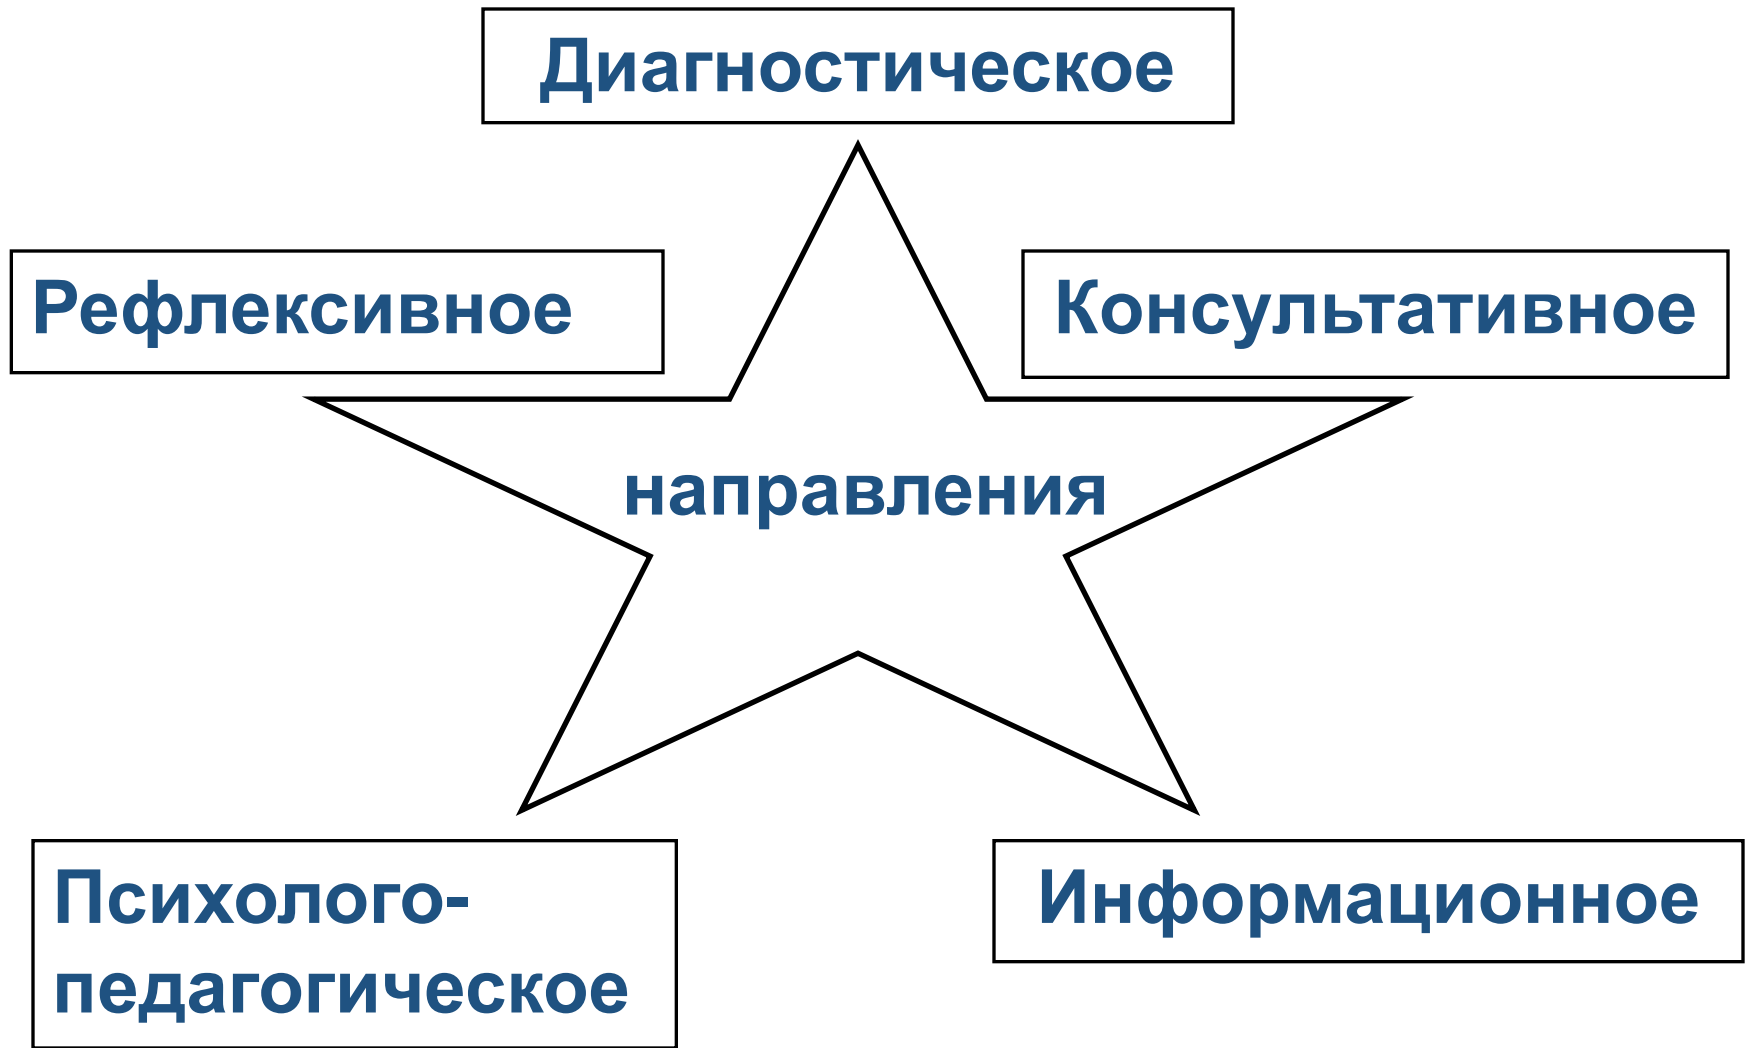 Диагностическое
Рефлексивное
Консультативное
направления
Психолого-
педагогическое
Информационное